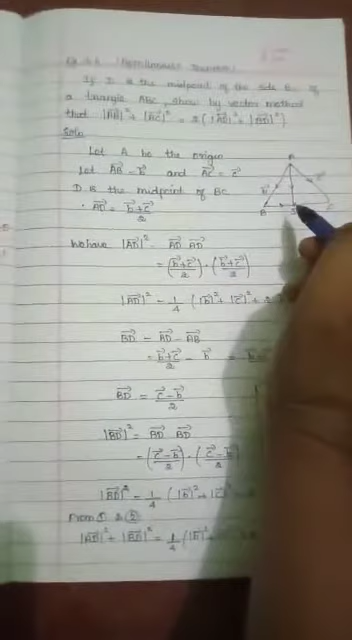 (Apollonius Theorem)
If D is the midpoint of the side BC of
a triangle ABC, show by vector method
that |AB|² + |AC|² = 2(|AD|² + |BD|²)
Soln
Let A be the origin
Let AB = b and AC = c
D is the midpoint of BC
∴ AD = (b+c)/2
A
b
c
B
We have |AD|² = AD · AD
= ((b+c)/2) · ((b+c)/2)
|AD|² = 1/4 (|b|² + |c|² +
BD = AD - AB
= (b+c)/2 - b =
BD = (c-b)/2
|BD|² = BD · BD
= ((c-b)/2) · ((c-b)/2)
|BD|² = 1/4 (|b|² + |c|² -
From ① & ②
|AD|² + |BD|² = 1/4 (|b|² +